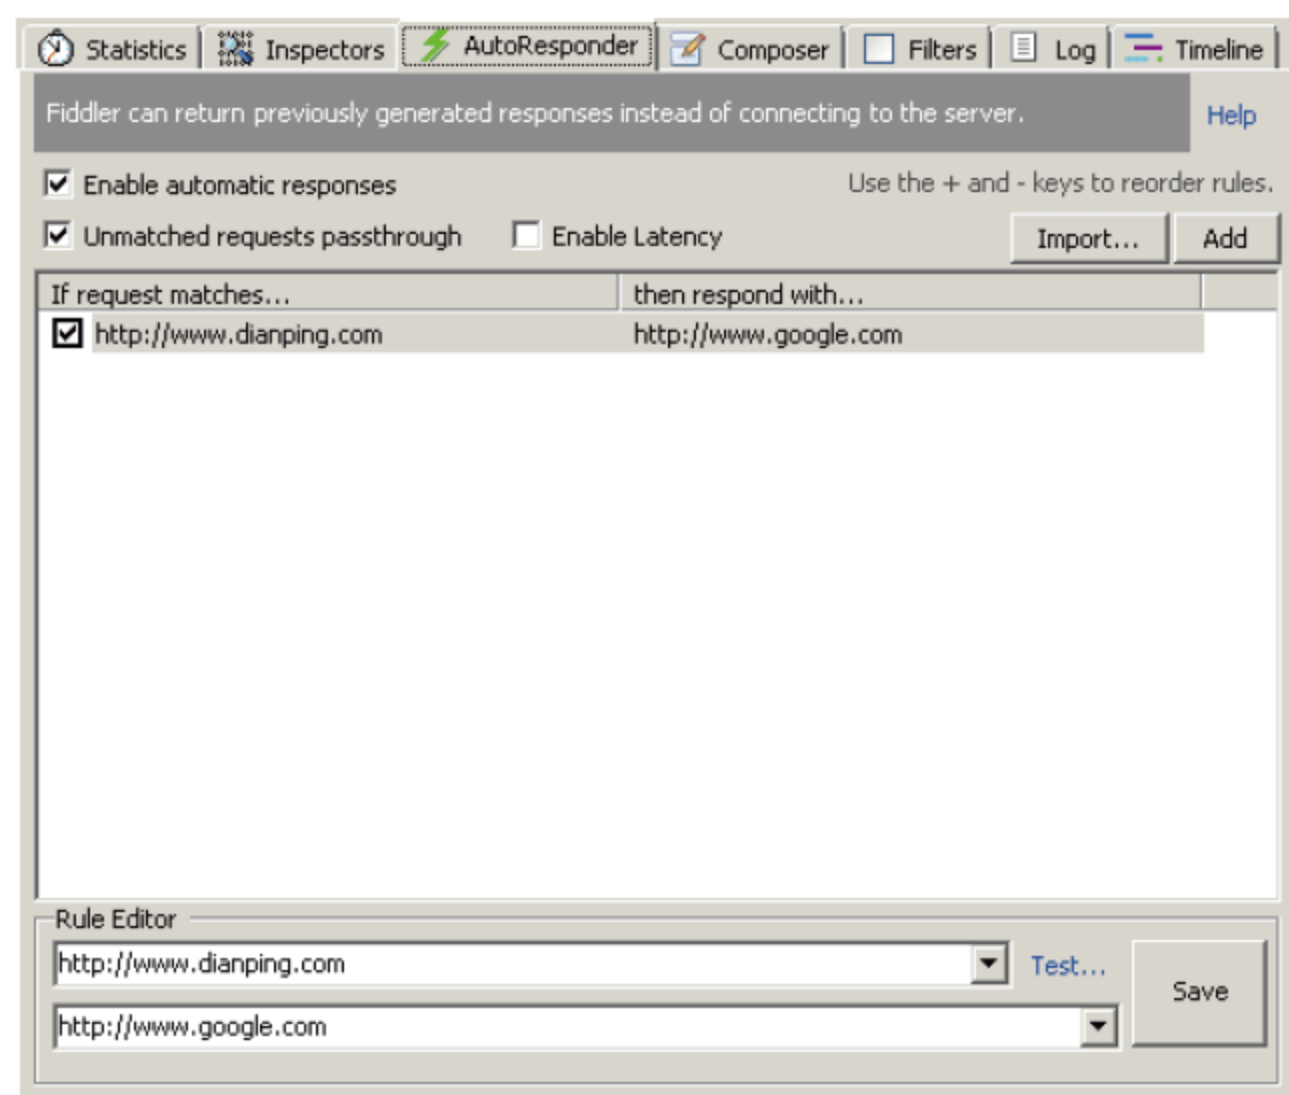 Statistics Inspectors AutoResponder Composer Filters Log Timeline
Fiddler can return previously generated responses instead of connecting to the server. Help
Enable automatic responses Use the + and - keys to reorder rules.
Unmatched requests passthrough Enable Latency Import... Add
If request matches... then respond with...
http://www.dianping.com http://www.google.com
Rule Editor
http://www.dianping.com Test... Save
http://www.google.com